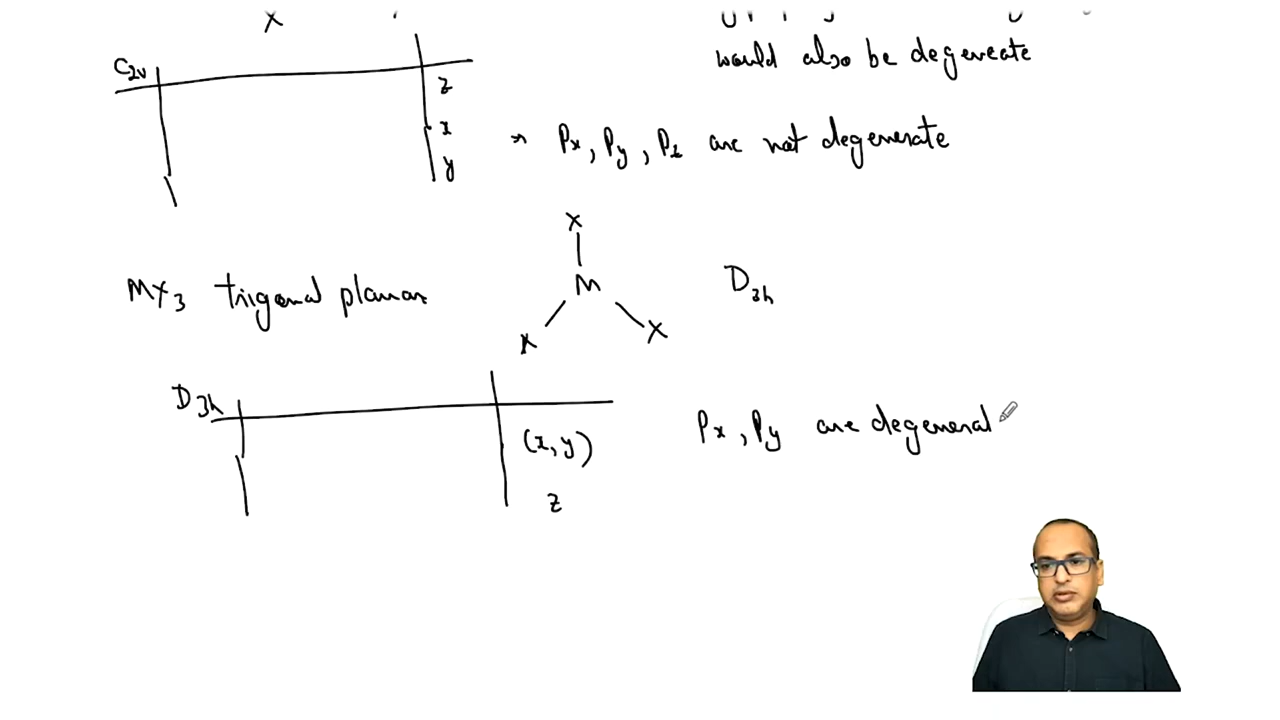 X
would also be degeneate
C2v
z
x
y
→ Px, Py, Pz are not degenerate
MX3 trigonal planar
X
M
X
X
D3h
D3h
(x, y)
z
Px, Py are degenerat